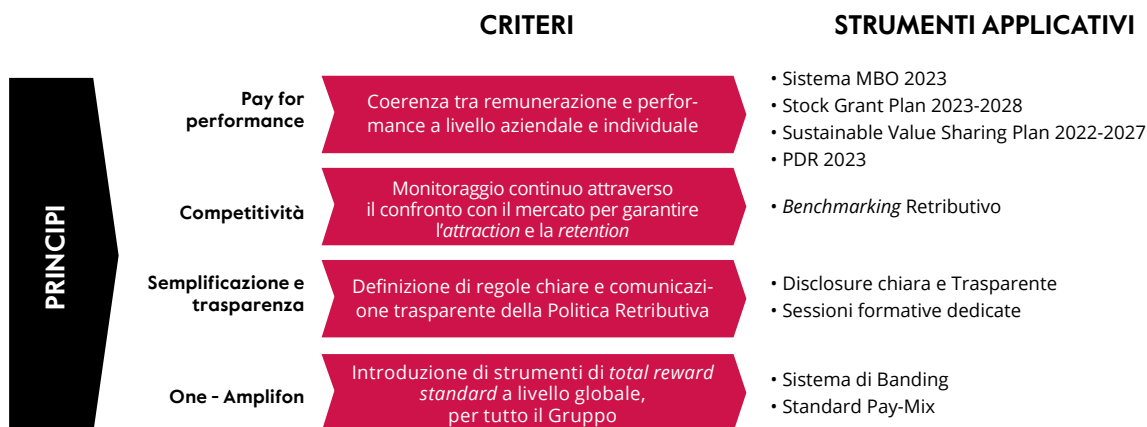 CRITERI
STRUMENTI APPLICATIVI
PRINCIPI
Pay for
performance
Coerenza tra remunerazione e perfor-
mance a livello aziendale e individuale
• Sistema MBO 2023
• Stock Grant Plan 2023-2028
• Sustainable Value Sharing Plan 2022-2027
• PDR 2023
Competitività
Monitoraggio continuo attraverso
il confronto con il mercato per garantire
l'attraction e la retention
• Benchmarking Retributivo
Semplificazione e
trasparenza
Definizione di regole chiare e comunicazi-
one trasparente della Politica Retributiva
• Disclosure chiara e Trasparente
• Sessioni formative dedicate
One - Amplifon
Introduzione di strumenti di total reward
standard a livello globale,
per tutto il Gruppo
• Sistema di Banding
• Standard Pay-Mix